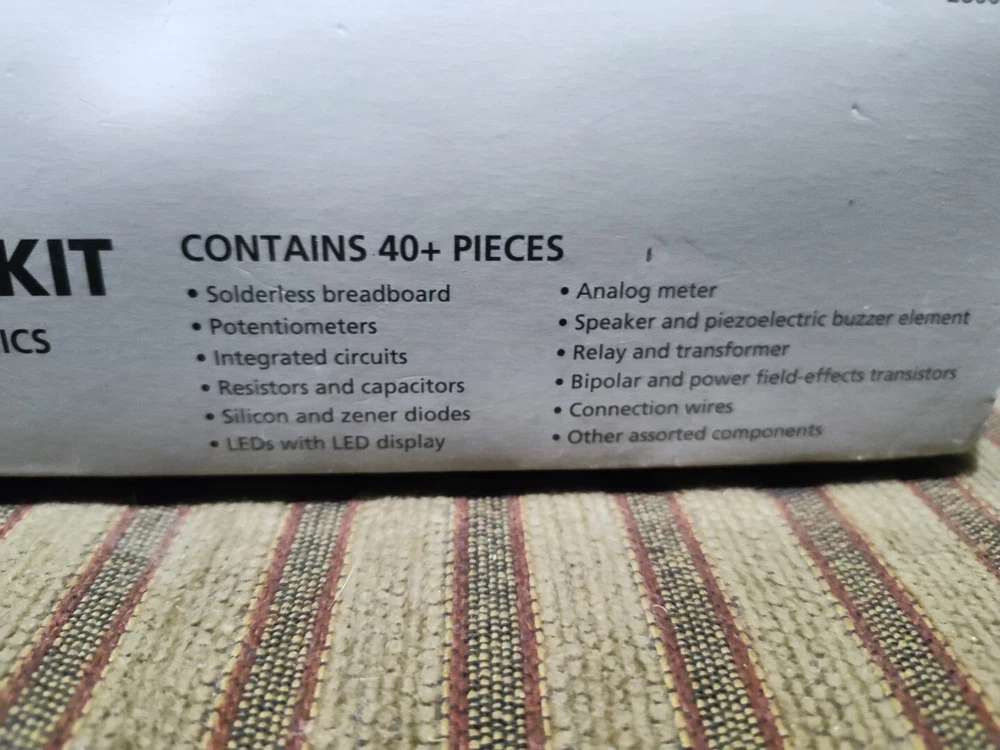 KIT
ICS
CONTAINS 40+ PIECES
• Solderless breadboard
• Potentiometers
• Integrated circuits
• Resistors and capacitors
• Silicon and zener diodes
• LEDs with LED display
• Analog meter
• Speaker and piezoelectric buzzer element
• Relay and transformer
• Bipolar and power field-effects transistors
• Connection wires
• Other assorted components